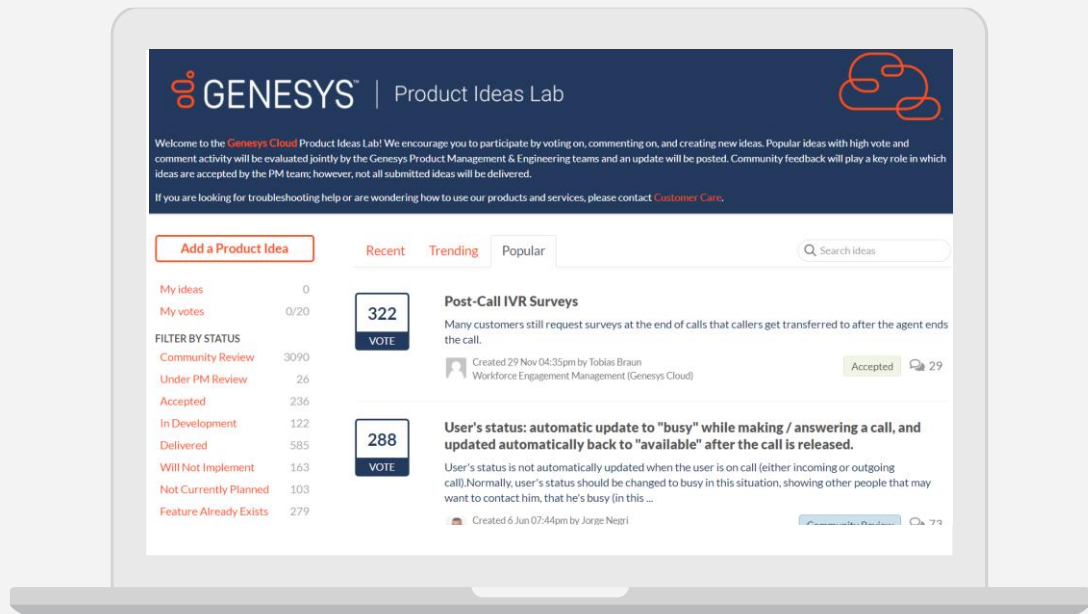 GENESYS™ | Product Ideas Lab
Welcome to the Genesys Cloud Product Ideas Lab! We encourage you to participate by voting on, commenting on, and creating new ideas. Popular ideas with high vote and
comment activity will be evaluated jointly by the Genesys Product Management & Engineering teams and an update will be posted. Community feedback will play a key role in which
ideas are accepted by the PM team; however, not all submitted ideas will be delivered.
If you are looking for troubleshooting help or are wondering how to use our products and services, please contact Customer Care.
Add a Product Idea
My ideas 0
My votes 0/20
FILTER BY STATUS
Community Review 3090
Under PM Review 26
Accepted 236
In Development 122
Delivered 585
Will Not Implement 163
Not Currently Planned 103
Feature Already Exists 279
Recent Trending Popular
Search ideas
322
VOTE
Post-Call IVR Surveys
Many customers still request surveys at the end of calls that callers get transferred to after the agent ends
the call.
Created 29 Nov 04:35pm by Tobias Braun
Workforce Engagement Management (Genesys Cloud)
Accepted 29
288
VOTE
User's status: automatic update to "busy" while making / answering a call, and
updated automatically back to "available" after the call is released.
User's status is not automatically updated when the user is on call (either incoming or outgoing
call).Normally, user's status should be changed to busy in this situation, showing other people that may
want to contact him, that he's busy (in this ...
Created 6 Jun 07:44pm by Jorge Negri
Community Review 73